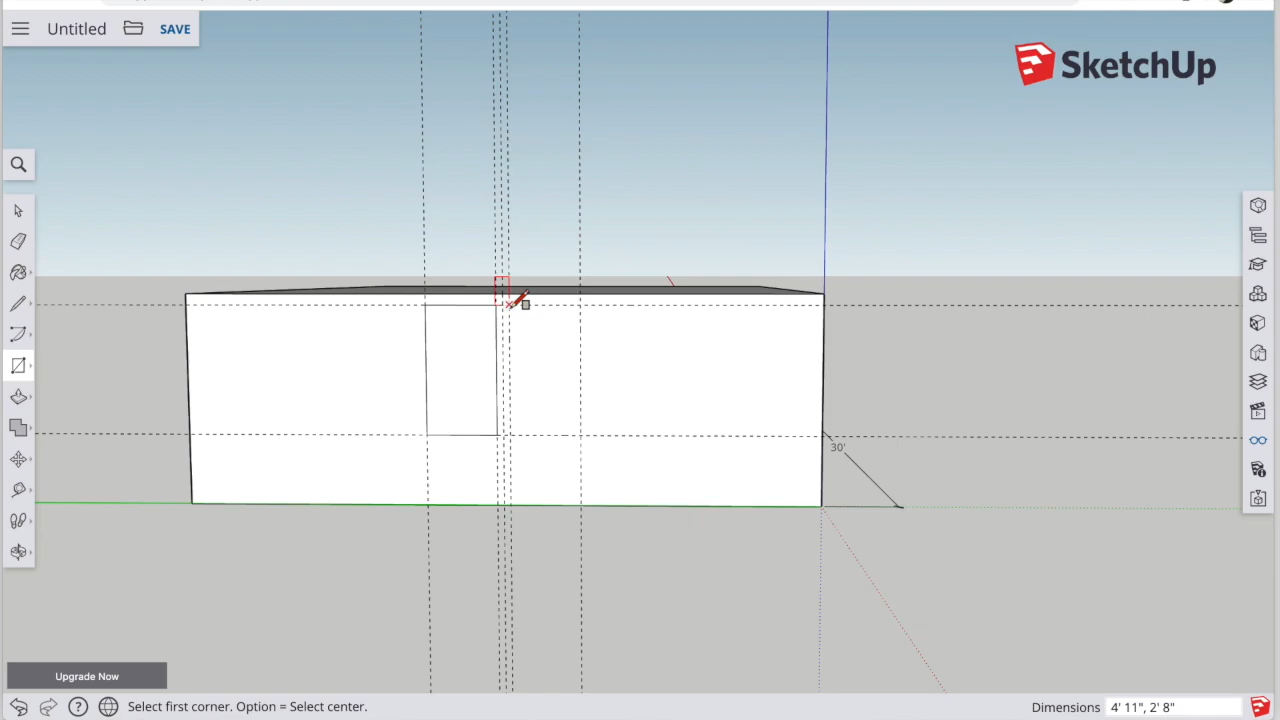 Untitled
SAVE
SketchUp
30'
Upgrade Now
Select first corner. Option = Select center.
Dimensions
4' 11", 2' 8"